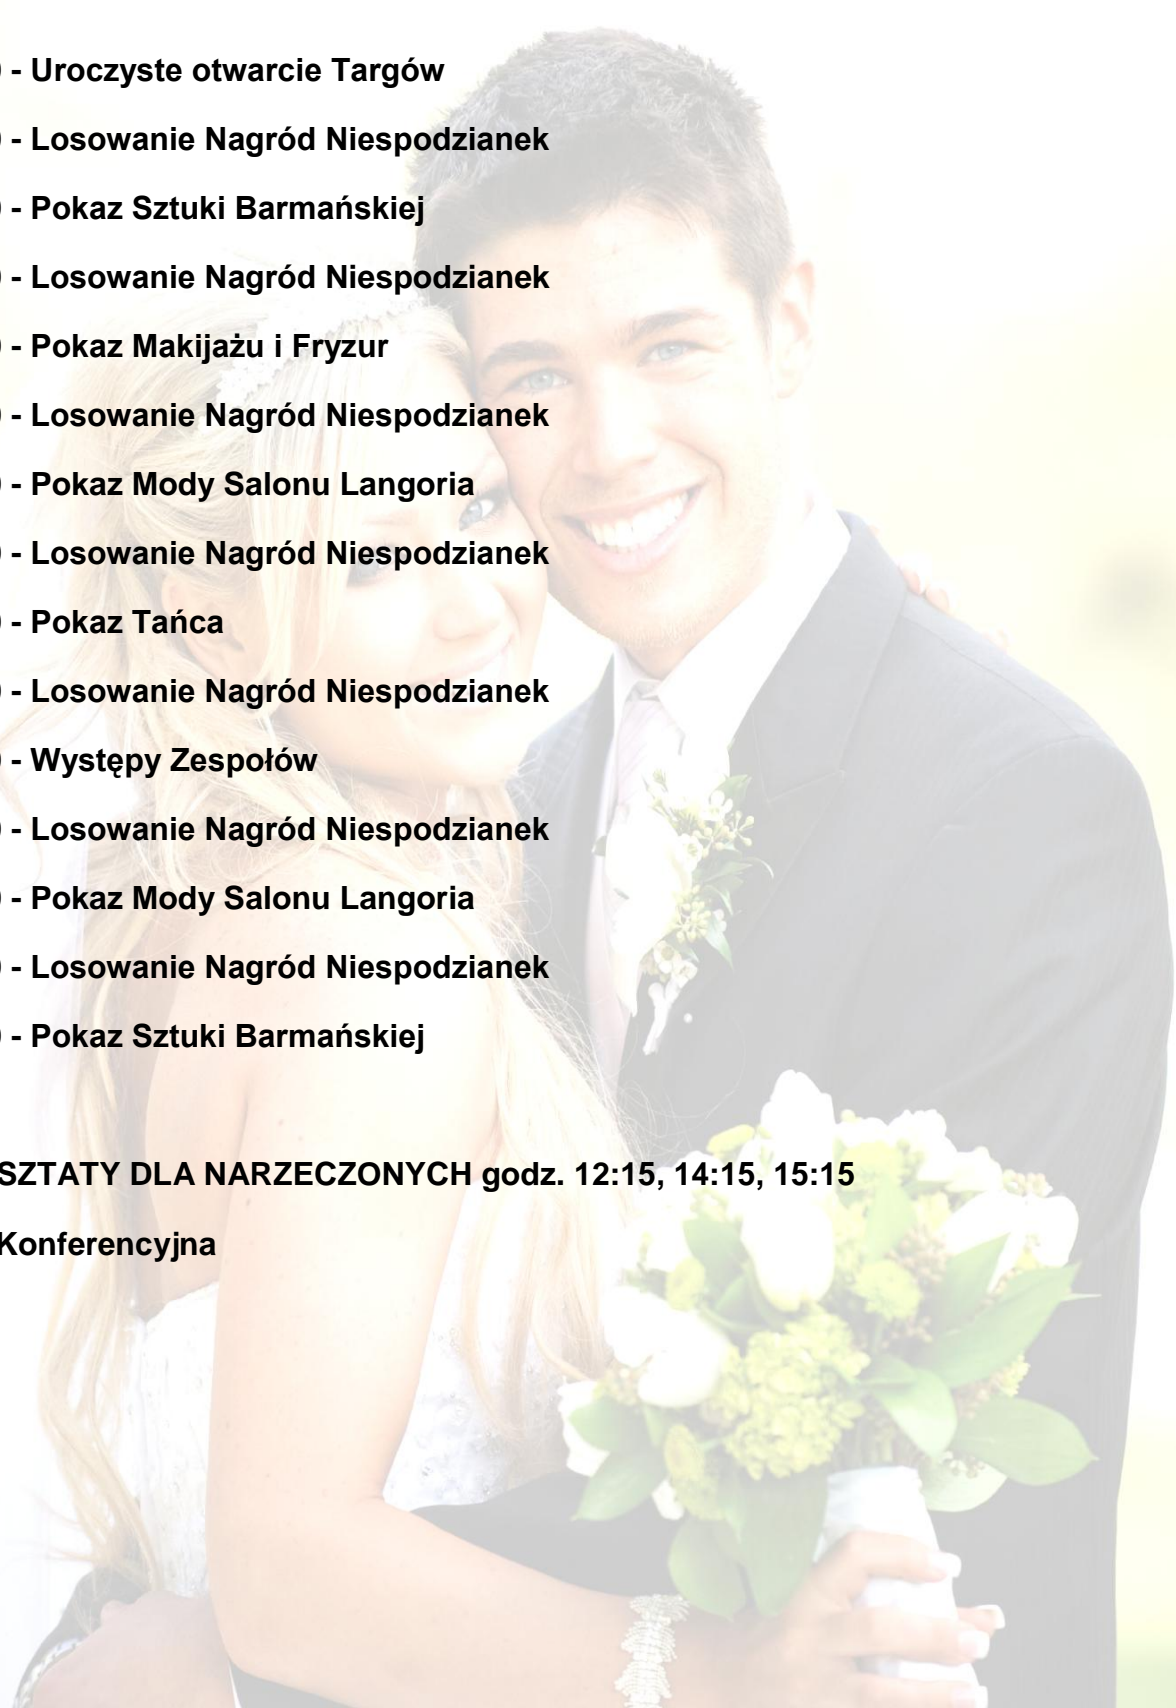 - Uroczyste otwarcie Targów
- Losowanie Nagród Niespodzianek
- Pokaz Sztuki Barmańskiej
- Losowanie Nagród Niespodzianek
- Pokaz Makijażu i Fryzur
- Losowanie Nagród Niespodzianek
- Pokaz Mody Salonu Langoria
- Losowanie Nagród Niespodzianek
- Pokaz Tańca
- Losowanie Nagród Niespodzianek
- Występy Zespołów
- Losowanie Nagród Niespodzianek
- Pokaz Mody Salonu Langoria
- Losowanie Nagród Niespodzianek
- Pokaz Sztuki Barmańskiej
SZTATY DLA NARZECZONYCH godz. 12:15, 14:15, 15:15
Konferencyjna